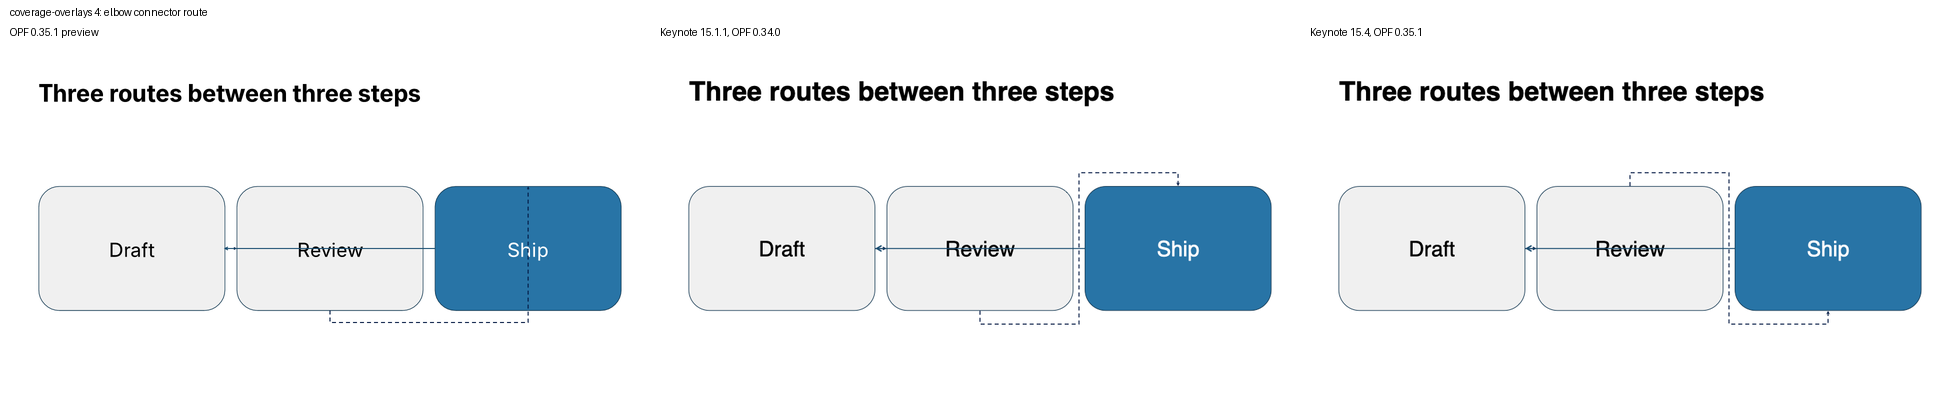 coverage-overlays 4: elbow connector route
OPF 0.35.1 preview
Keynote 15.1.1, OPF 0.34.0
Keynote 15.4, OPF 0.35.1
Three routes between three steps
Three routes between three steps
Three routes between three steps
Draft
Review
Ship
Draft
Review
Ship
Draft
Review
Ship